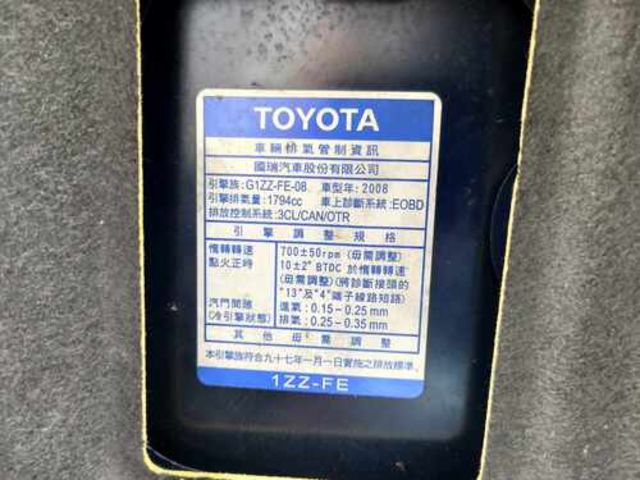 TOYOTA
車輛排氣管制資訊
國瑞汽車股份有限公司
引擎族:G1ZZ-FE-08 車型年:2008
引擎排氣量:1794cc 車上診斷系統:EOBD
排放控制系統:3CL/CAN/OTR
引擎調整規格
惰轉轉速 700±50rpm (毋需調整)
點火正時 10±2° BTDC 於惰轉轉速
(毋需調整)(將診斷接頭的
"13"及"4"端子線路短路)
汽門間隙 進氣:0.15-0.25mm
(冷引擎狀態) 排氣:0.25-0.35mm
其他毋需調整
本引擎族符合九十七年一月一日實施之排放標準.
1ZZ-FE